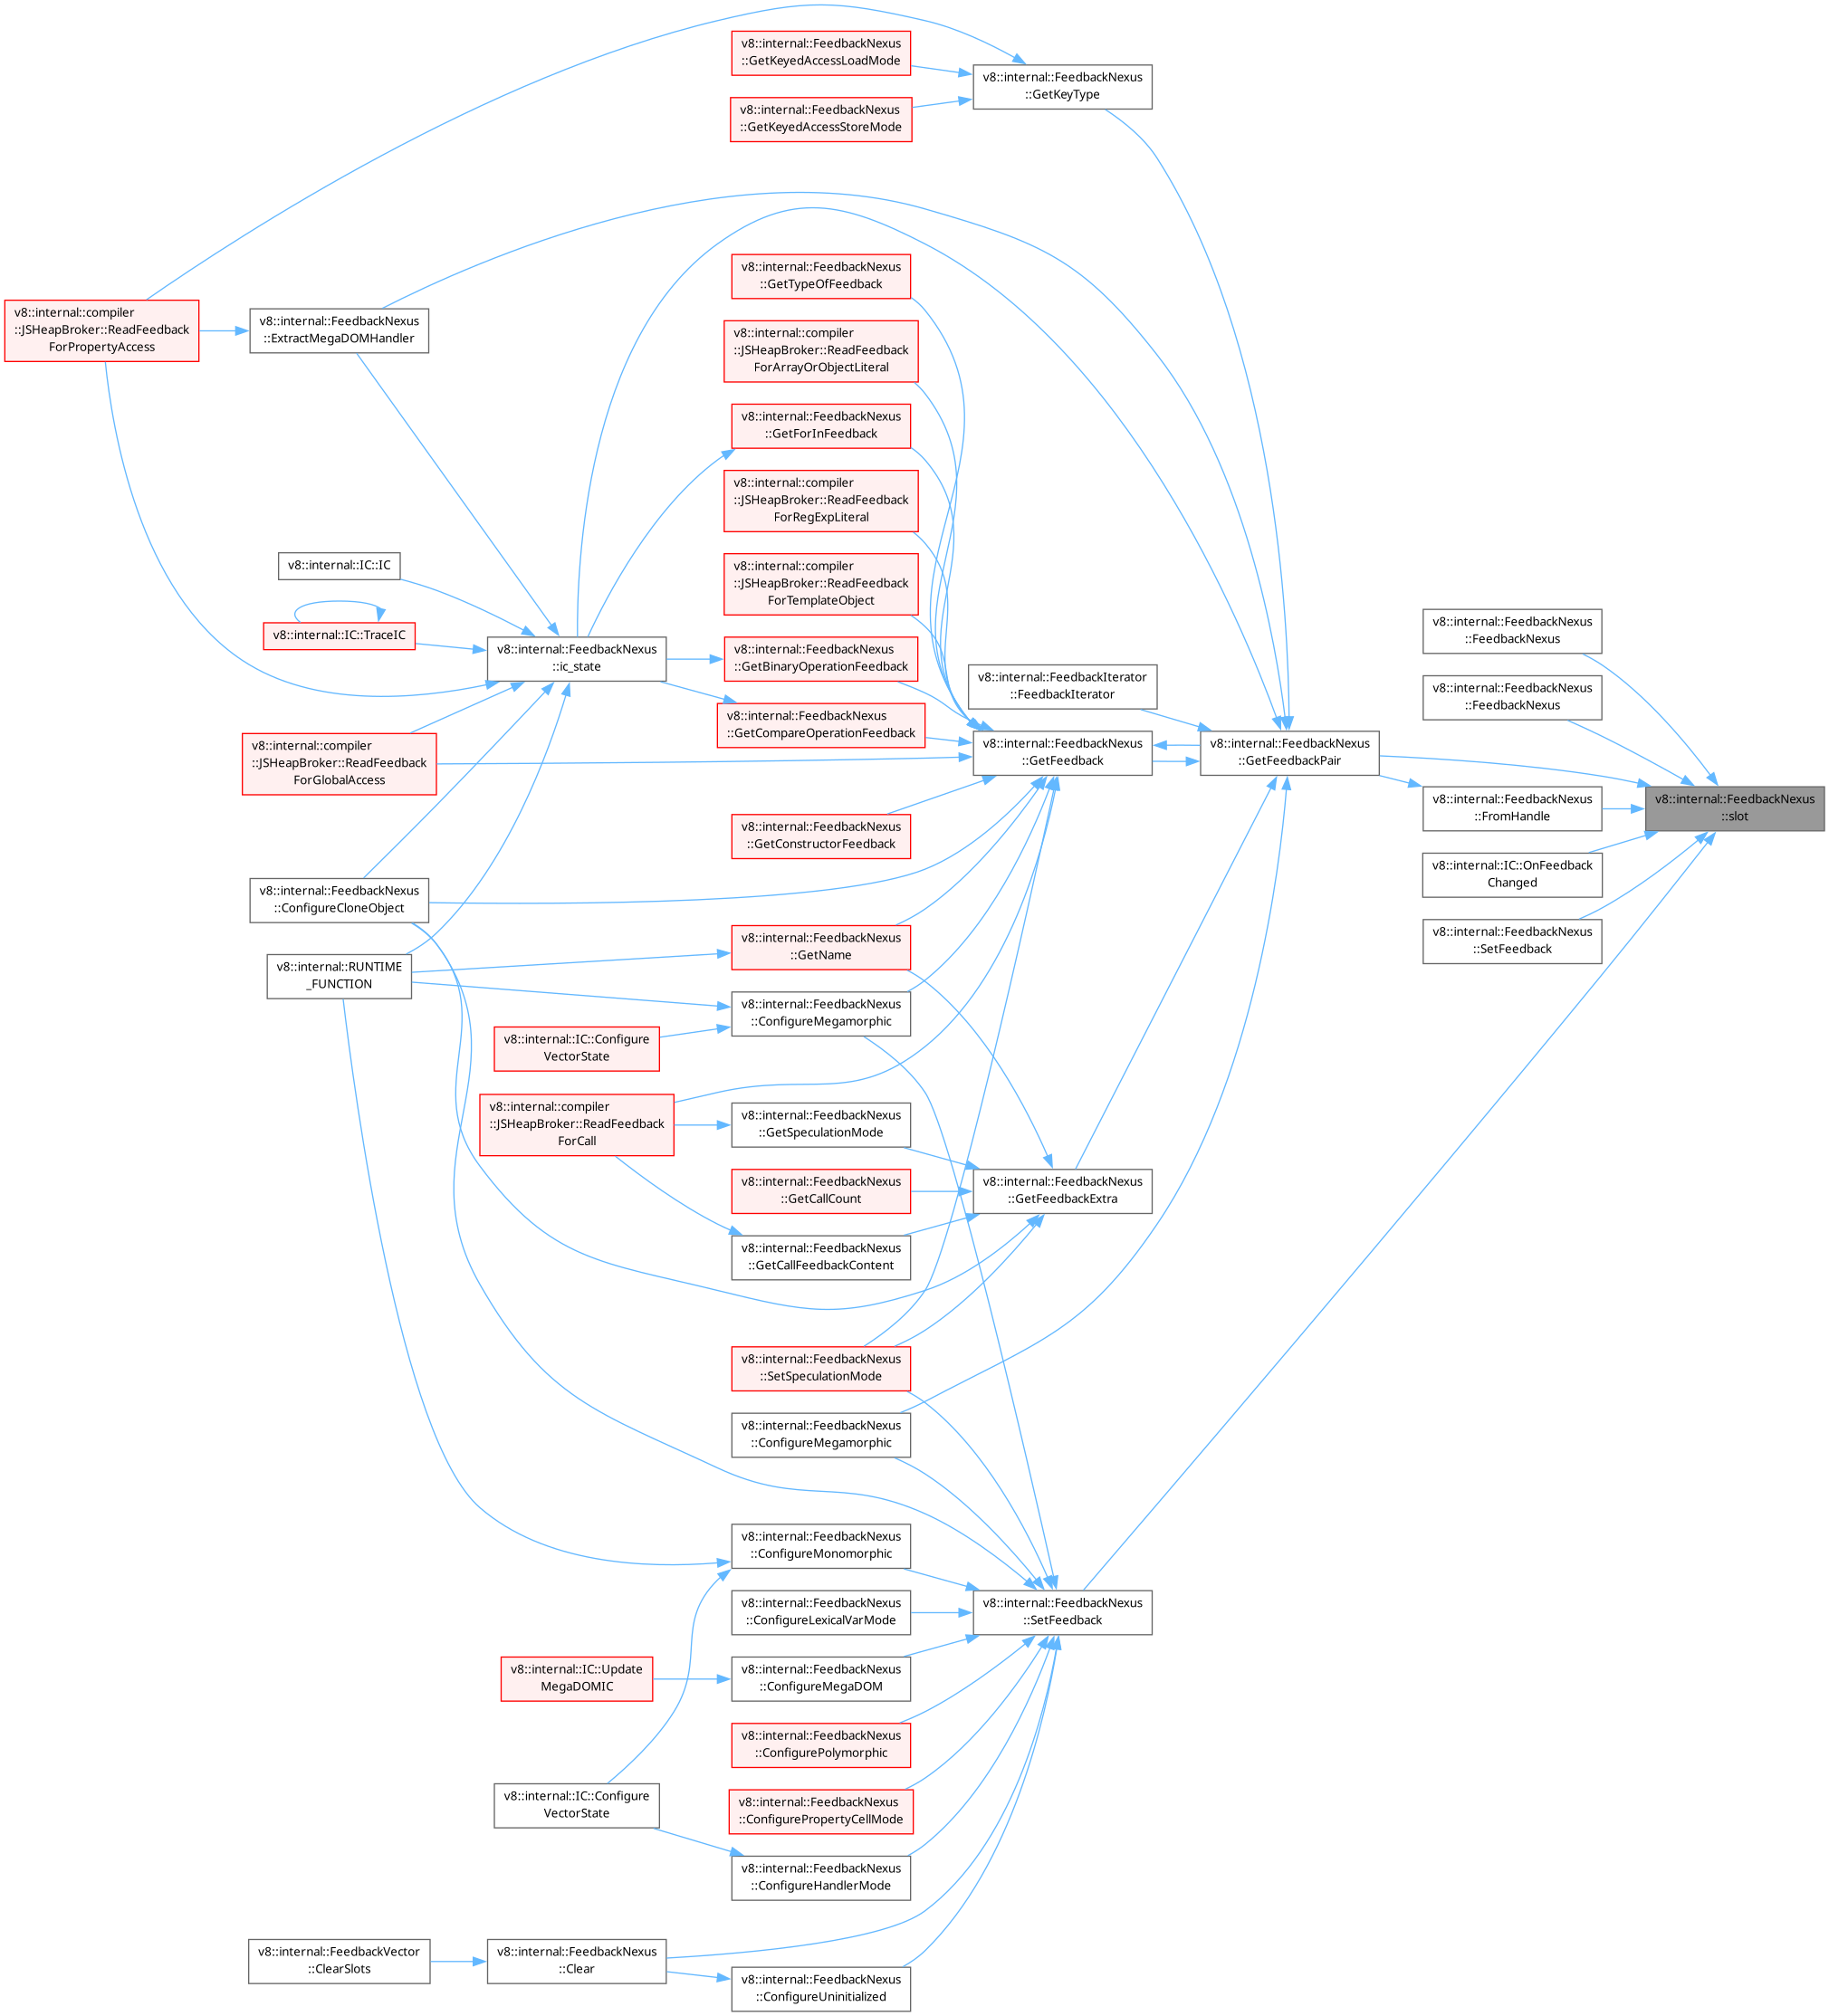 v8::internal::FeedbackNexus
::GetKeyedAccessLoadMode
v8::internal::FeedbackNexus
::GetKeyType
v8::internal::FeedbackNexus
::GetKeyedAccessStoreMode
v8::internal::FeedbackNexus
::GetTypeOfFeedback
v8::internal::compiler
::JSHeapBroker::ReadFeedback
ForPropertyAccess
v8::internal::FeedbackNexus
::ExtractMegaDOMHandler
v8::internal::compiler
::JSHeapBroker::ReadFeedback
ForArrayOrObjectLiteral
v8::internal::FeedbackNexus
::GetForInFeedback
v8::internal::compiler
::JSHeapBroker::ReadFeedback
ForRegExpLiteral
v8::internal::IC::IC
v8::internal::compiler
::JSHeapBroker::ReadFeedback
ForTemplateObject
v8::internal::IC::TraceIC
v8::internal::FeedbackNexus
::ic_state
v8::internal::FeedbackNexus
::GetBinaryOperationFeedback
v8::internal::FeedbackIterator
::FeedbackIterator
v8::internal::FeedbackNexus
::FeedbackNexus
v8::internal::FeedbackNexus
::FeedbackNexus
v8::internal::FeedbackNexus
::GetCompareOperationFeedback
v8::internal::compiler
::JSHeapBroker::ReadFeedback
ForGlobalAccess
v8::internal::FeedbackNexus
::GetFeedback
v8::internal::FeedbackNexus
::GetFeedbackPair
v8::internal::FeedbackNexus
::FromHandle
v8::internal::FeedbackNexus
::slot
v8::internal::FeedbackNexus
::GetConstructorFeedback
v8::internal::IC::OnFeedback
Changed
v8::internal::FeedbackNexus
::ConfigureCloneObject
v8::internal::FeedbackNexus
::SetFeedback
v8::internal::FeedbackNexus
::GetName
v8::internal::RUNTIME
_FUNCTION
v8::internal::FeedbackNexus
::ConfigureMegamorphic
v8::internal::IC::Configure
VectorState
v8::internal::compiler
::JSHeapBroker::ReadFeedback
ForCall
v8::internal::FeedbackNexus
::GetSpeculationMode
v8::internal::FeedbackNexus
::GetCallCount
v8::internal::FeedbackNexus
::GetFeedbackExtra
v8::internal::FeedbackNexus
::GetCallFeedbackContent
v8::internal::FeedbackNexus
::SetSpeculationMode
v8::internal::FeedbackNexus
::ConfigureMegamorphic
v8::internal::FeedbackNexus
::ConfigureMonomorphic
v8::internal::FeedbackNexus
::ConfigureLexicalVarMode
v8::internal::FeedbackNexus
::SetFeedback
v8::internal::IC::Update
MegaDOMIC
v8::internal::FeedbackNexus
::ConfigureMegaDOM
v8::internal::FeedbackNexus
::ConfigurePolymorphic
v8::internal::IC::Configure
VectorState
v8::internal::FeedbackNexus
::ConfigurePropertyCellMode
v8::internal::FeedbackNexus
::ConfigureHandlerMode
v8::internal::FeedbackVector
::ClearSlots
v8::internal::FeedbackNexus
::Clear
v8::internal::FeedbackNexus
::ConfigureUninitialized